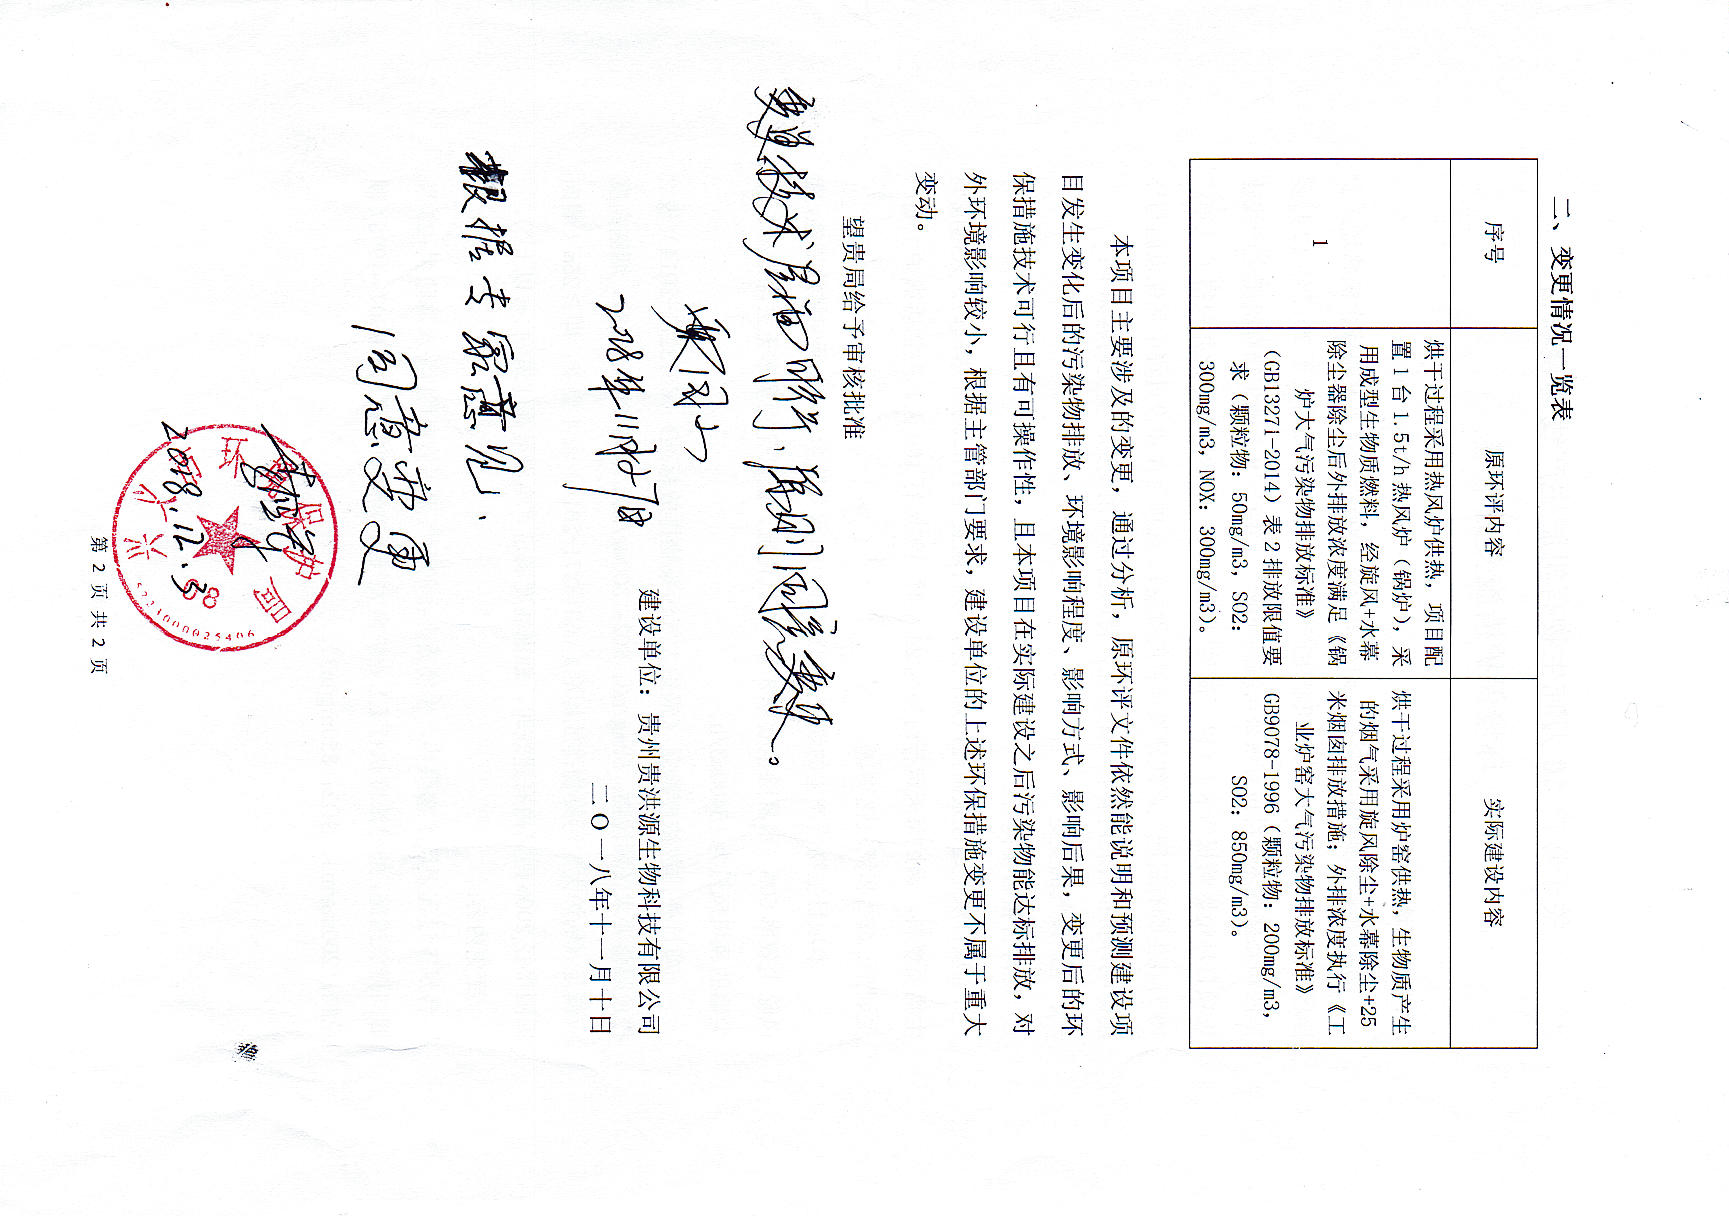 二、变更情况一览表
序号
原环评内容
实际建设内容
1
烘干过程采用热风炉供热，项目配
置 1 台 1.5t/h 热风炉（锅炉），采
用成型生物质燃料，经旋风+水幕
除尘器除尘后外排放浓度满足《锅
炉大气污染物排放标准》
（GB13271-2014）表 2 排放限值要
求（颗粒物：50mg/m3，SO2：
300mg/m3，NOX：300mg/m3）。
烘干过程采用炉窑供热，生物质产生
的烟气采用旋风除尘+水幕除尘+25
米烟囱排放措施；外排浓度执行《工
业炉窑大气污染物排放标准》
GB9078-1996（颗粒物：200mg/m3，
SO2：850mg/m3）。
本项目主要涉及的变更，通过分析，原环评文件依然能说明和预测建设项
目发生变化后的污染物排放、环境影响程度、影响方式、影响后果，变更后的环
保措施技术可行且有可操作性，且本项目在实际建设之后污染物能达标排放，对
外环境影响较小，根据主管部门要求，建设单位的上述环保措施变更不属于重大
变动。
望贵局给予审核批准
同意变更。
建设单位：贵州贵洪源生物科技有限公司
二〇一八年十一月十日
根据专家意见，
同意变更
2018.12.3
环境保护局
5224000025406
第 2 页 共 2 页